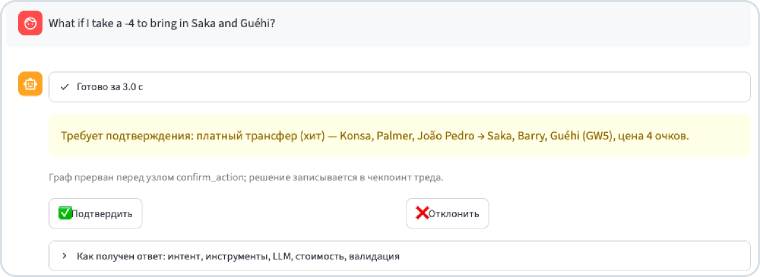 What if I take a -4 to bring in Saka and Guéhi?
Готово за 3.0 с
Требует подтверждения: платный трансфер (хит) — Konsa, Palmer, João Pedro → Saka, Barry, Guéhi (GW5), цена 4 очков.
Граф прерван перед узлом confirm_action; решение записывается в чекпоинт треда.
✅Подтвердить
❌Отклонить
Как получен ответ: интент, инструменты, LLM, стоимость, валидация